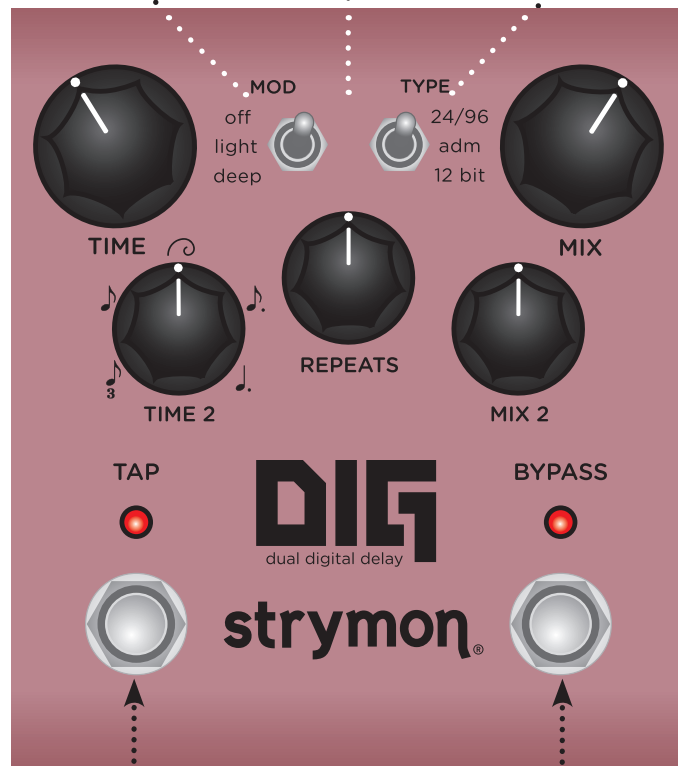 MOD
TYPE
off
light
deep
24/96
adm
12 bit
TIME
MIX
3
REPEATS
TIME 2
MIX 2
TAP
BYPASS
DIG
dual digital delay
strymon®